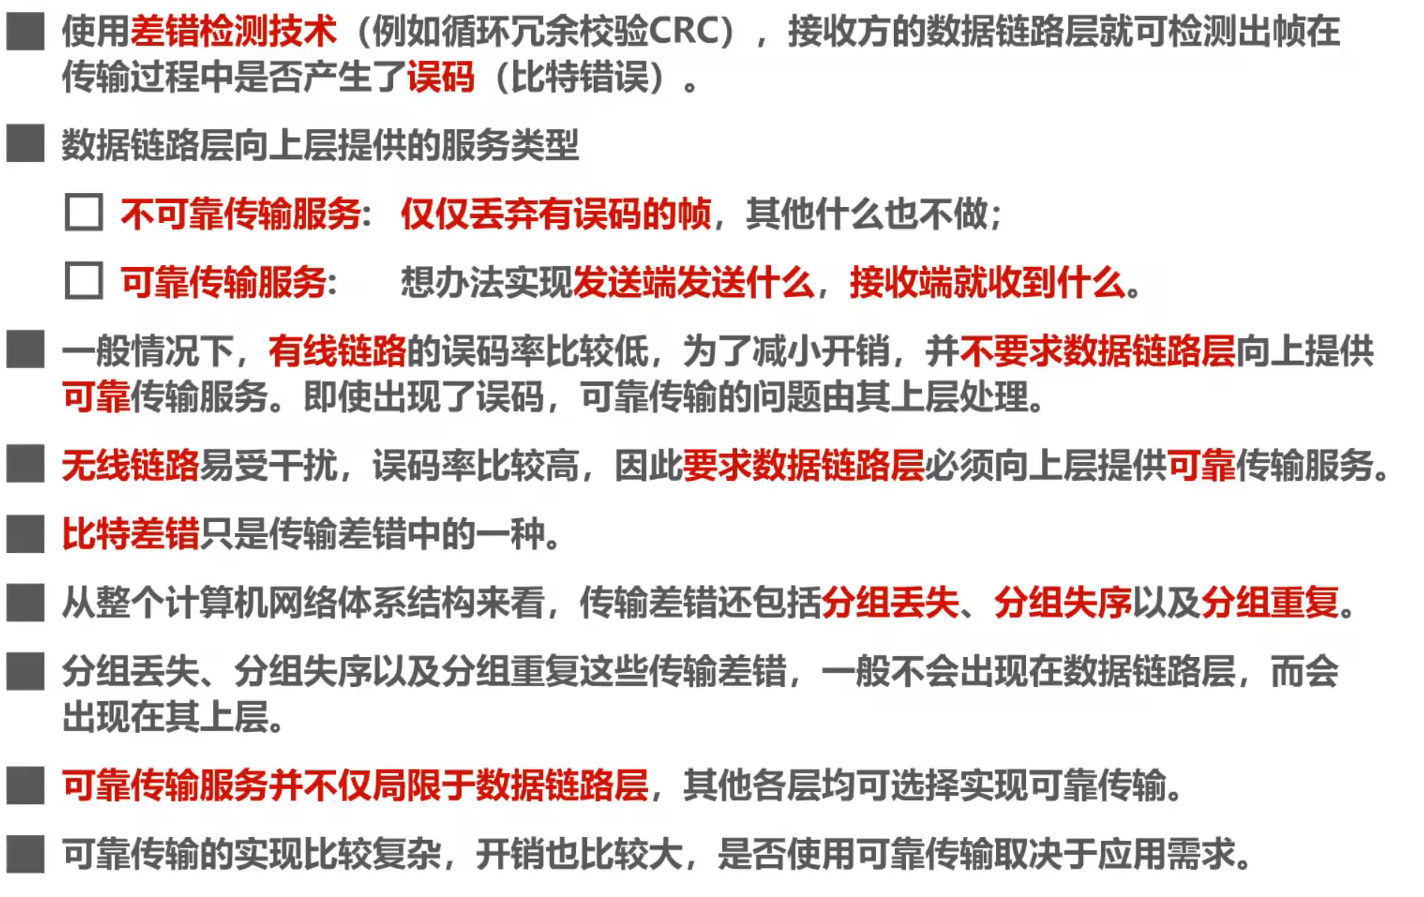 使用差错检测技术（例如循环冗余校验CRC），接收方的数据链路层就可检测出帧在
传输过程中是否产生了误码（比特错误）。
数据链路层向上层提供的服务类型
不可靠传输服务： 仅仅丢弃有误码的帧，其他什么也不做；
可靠传输服务： 想办法实现发送端发送什么，接收端就收到什么。
一般情况下，有线链路的误码率比较低，为了减小开销，并不要求数据链路层向上提供
可靠传输服务。即使出现了误码，可靠传输的问题由其上层处理。
无线链路易受干扰，误码率比较高，因此要求数据链路层必须向上层提供可靠传输服务。
比特差错只是传输差错中的一种。
从整个计算机网络体系结构来看，传输差错还包括分组丢失、分组失序以及分组重复。
分组丢失、分组失序以及分组重复这些传输差错，一般不会出现在数据链路层，而会
出现在其上层。
可靠传输服务并不仅局限于数据链路层，其他各层均可选择实现可靠传输。
可靠传输的实现比较复杂，开销也比较大，是否使用可靠传输取决于应用需求。